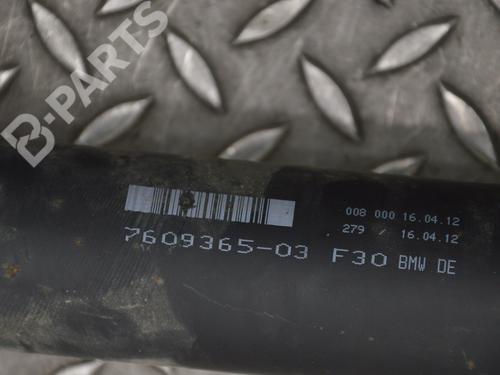 B-PARTS
008 000 16.04.12
279 / 16.04.12
7609365-03 F30 BMW DE